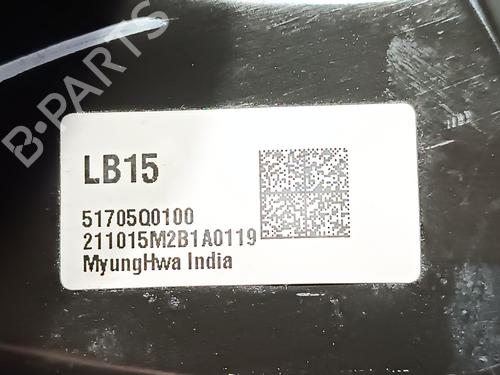 B-PARTS
LB15
51705Q0100
211015M2B1A0119
MyungHwa India